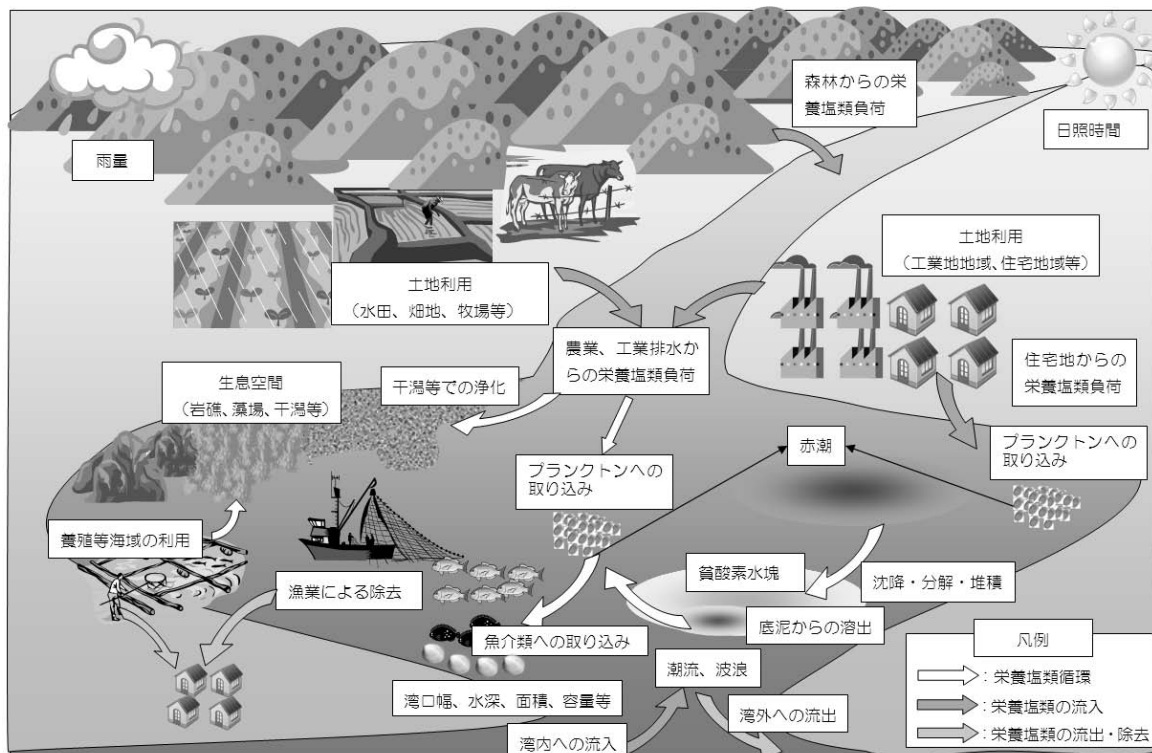 森林からの栄
養塩類負荷
日照時間
雨量
土地利用
（工業地地域、住宅地域等）
土地利用
（水田、畑地、牧場等）
農業、工業排水か
らの栄養塩類負荷
住宅地からの
栄養塩類負荷
生息空間
（岩礁、藻場、干潟等）
干潟等での浄化
赤潮
プランクトンへの
取り込み
プランクトンへの
取り込み
養殖等海域の利用
漁業による除去
貧酸素水塊
沈降・分解・堆積
底泥からの溶出
魚介類への取り込み
潮流、波浪
湾口幅、水深、面積、容量等
湾外への流出
湾内への流入
凡例
：栄養塩類循環
：栄養塩類の流入
：栄養塩類の流出・除去